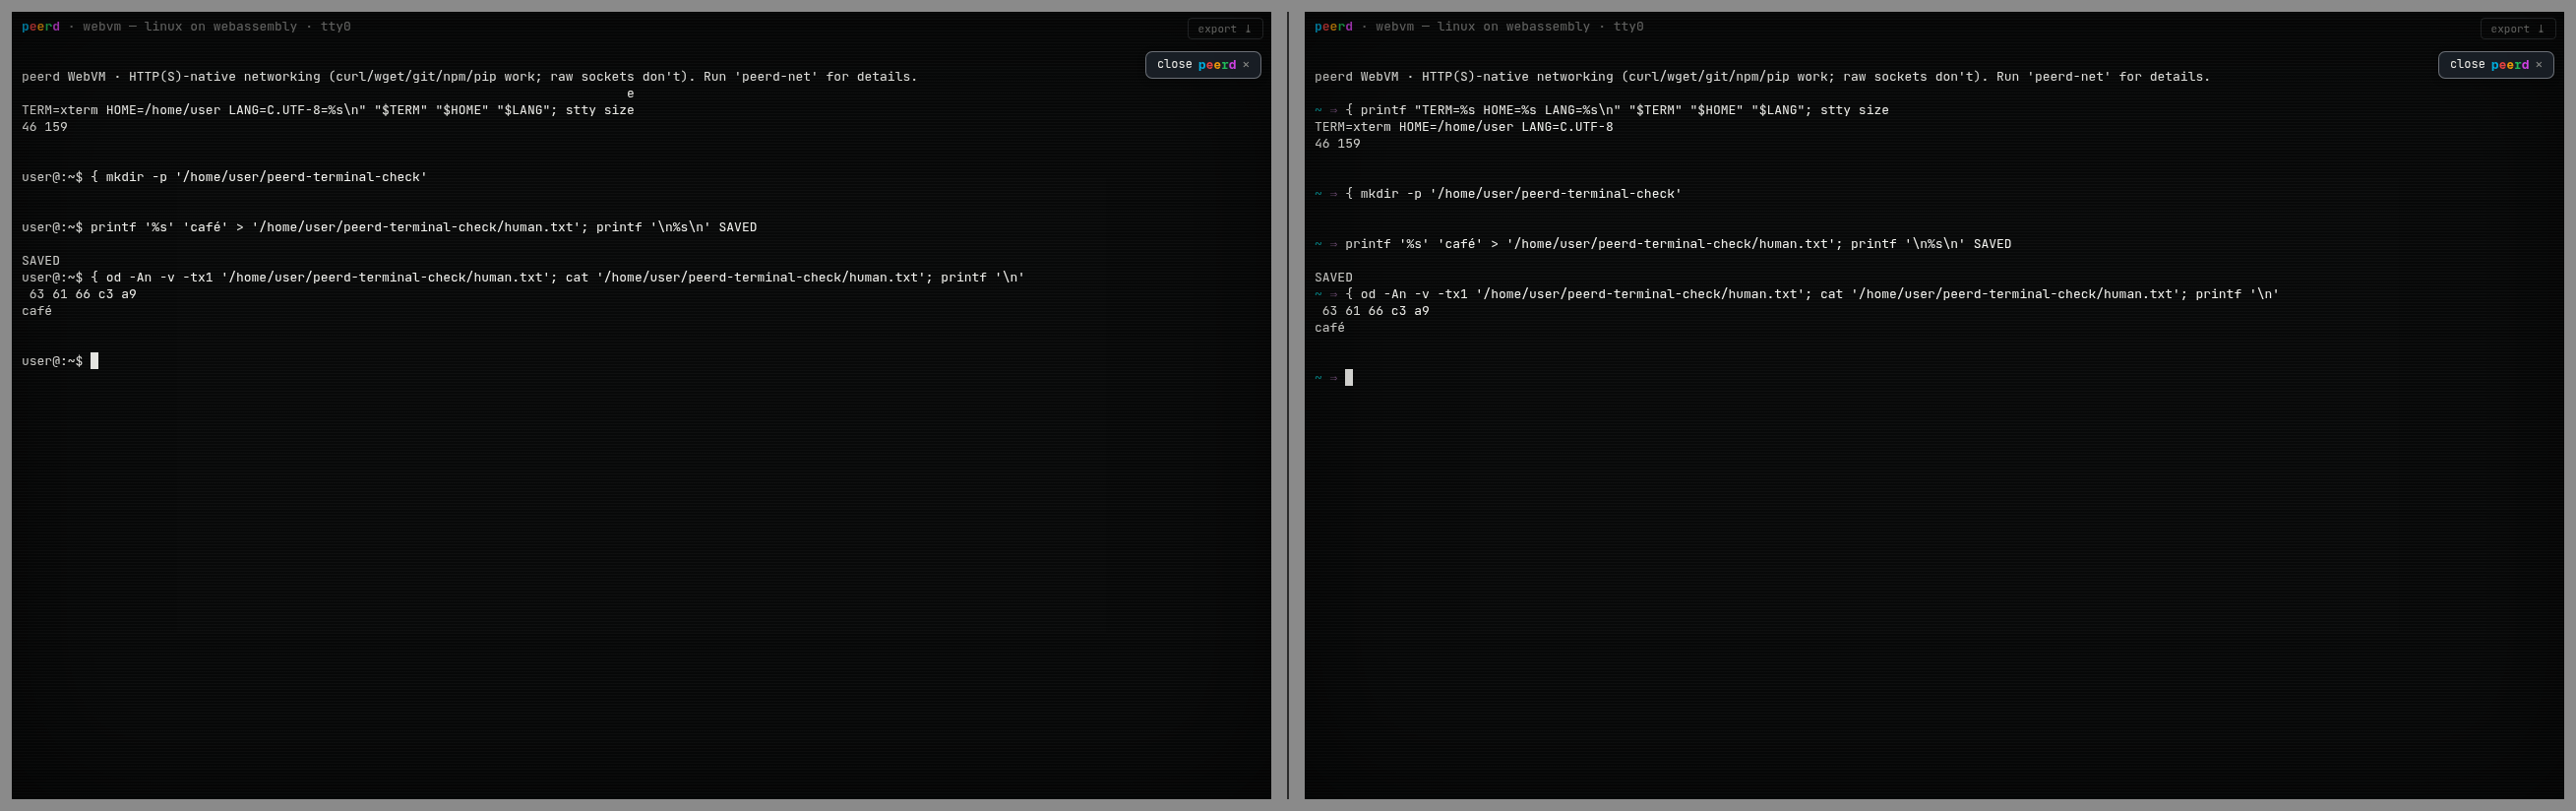 peerd · webvm — linux on webassembly · tty0
export ↓
close peerd ×
peerd WebVM · HTTP(S)-native networking (curl/wget/git/npm/pip work; raw sockets don't). Run 'peerd-net' for details.
e
TERM=xterm HOME=/home/user LANG=C.UTF-8=%s\n" "$TERM" "$HOME" "$LANG"; stty size
46 159
user@:~$ { mkdir -p '/home/user/peerd-terminal-check'
user@:~$ printf '%s' 'café' > '/home/user/peerd-terminal-check/human.txt'; printf '\n%s\n' SAVED
SAVED
user@:~$ { od -An -v -tx1 '/home/user/peerd-terminal-check/human.txt'; cat '/home/user/peerd-terminal-check/human.txt'; printf '\n'
 63 61 66 c3 a9
café
user@:~$
peerd · webvm — linux on webassembly · tty0
export ↓
close peerd ×
peerd WebVM · HTTP(S)-native networking (curl/wget/git/npm/pip work; raw sockets don't). Run 'peerd-net' for details.
~ ⇒ { printf "TERM=%s HOME=%s LANG=%s\n" "$TERM" "$HOME" "$LANG"; stty size
TERM=xterm HOME=/home/user LANG=C.UTF-8
46 159
~ ⇒ { mkdir -p '/home/user/peerd-terminal-check'
~ ⇒ printf '%s' 'café' > '/home/user/peerd-terminal-check/human.txt'; printf '\n%s\n' SAVED
SAVED
~ ⇒ { od -An -v -tx1 '/home/user/peerd-terminal-check/human.txt'; cat '/home/user/peerd-terminal-check/human.txt'; printf '\n'
 63 61 66 c3 a9
café
~ ⇒